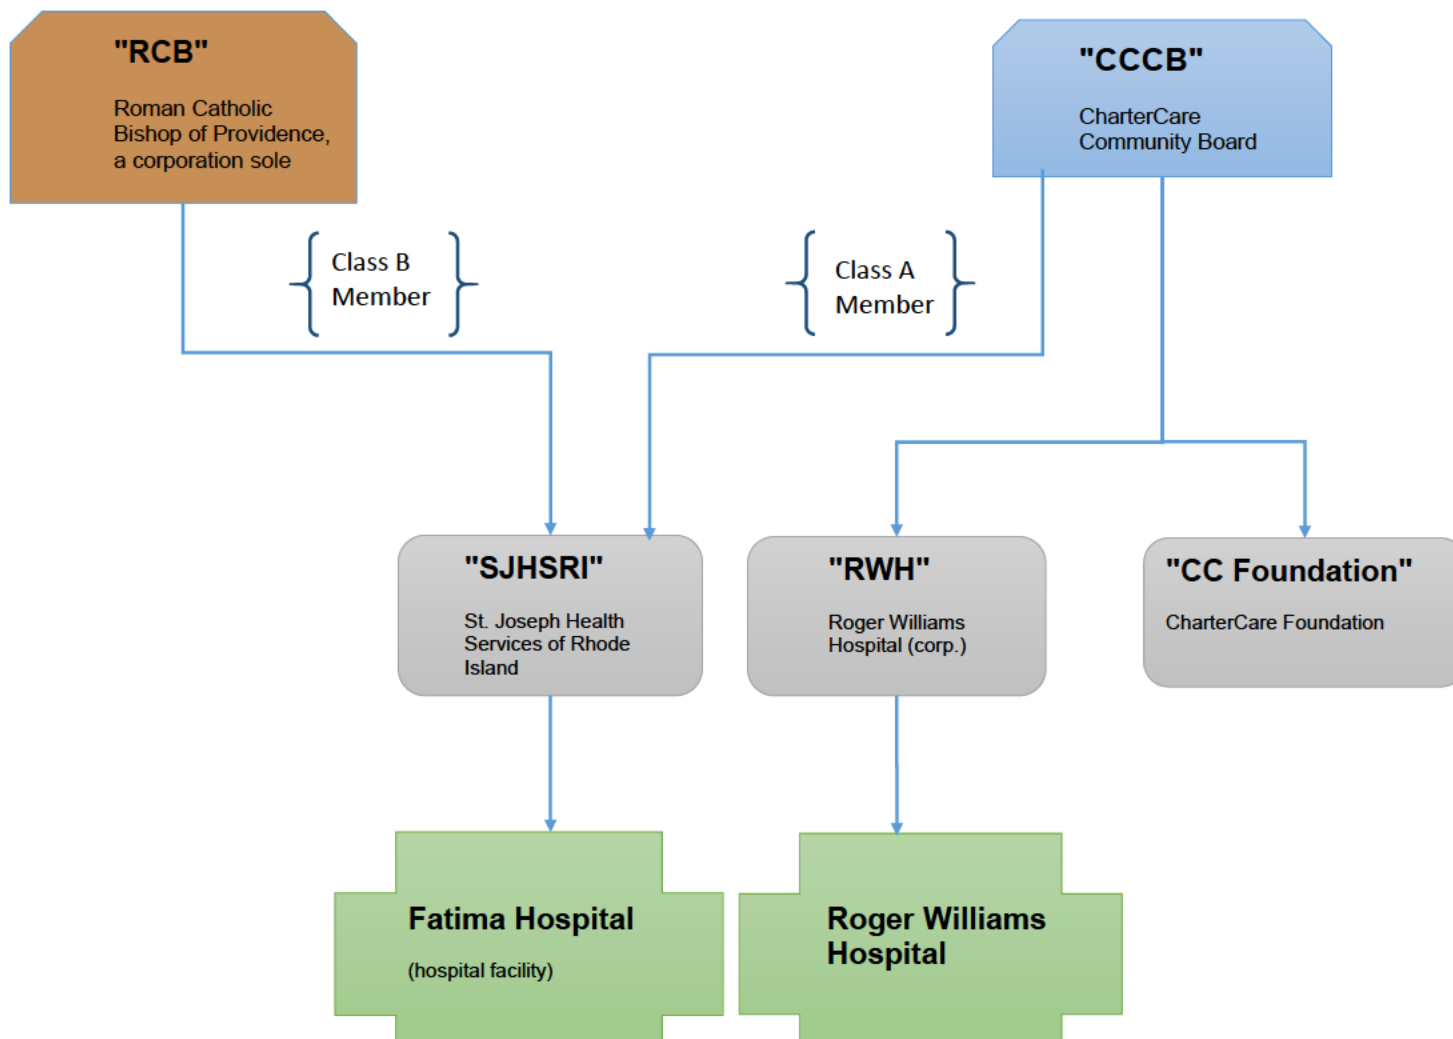 "RCB"
Roman Catholic
Bishop of Providence,
a corporation sole
"CCCB"
CharterCare
Community Board
Class B
Member
Class A
Member
"SJHSRI"
St. Joseph Health
Services of Rhode
Island
"RWH"
Roger Williams
Hospital (corp.)
"CC Foundation"
CharterCare Foundation
Fatima Hospital
(hospital facility)
Roger Williams
Hospital